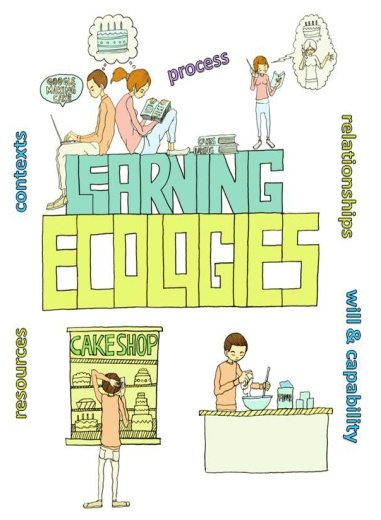 process
GOOGLE
MAKING
CAKE
contexts
relationships
LEARNING
ECOLOGIES
resources
will & capability
CAKE SHOP